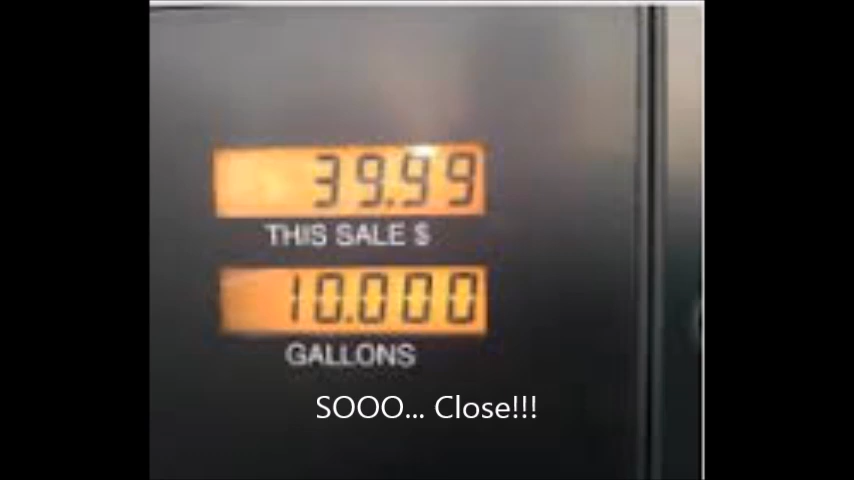 39.99
THIS SALE $
10.000
GALLONS
SOOO... Close!!!